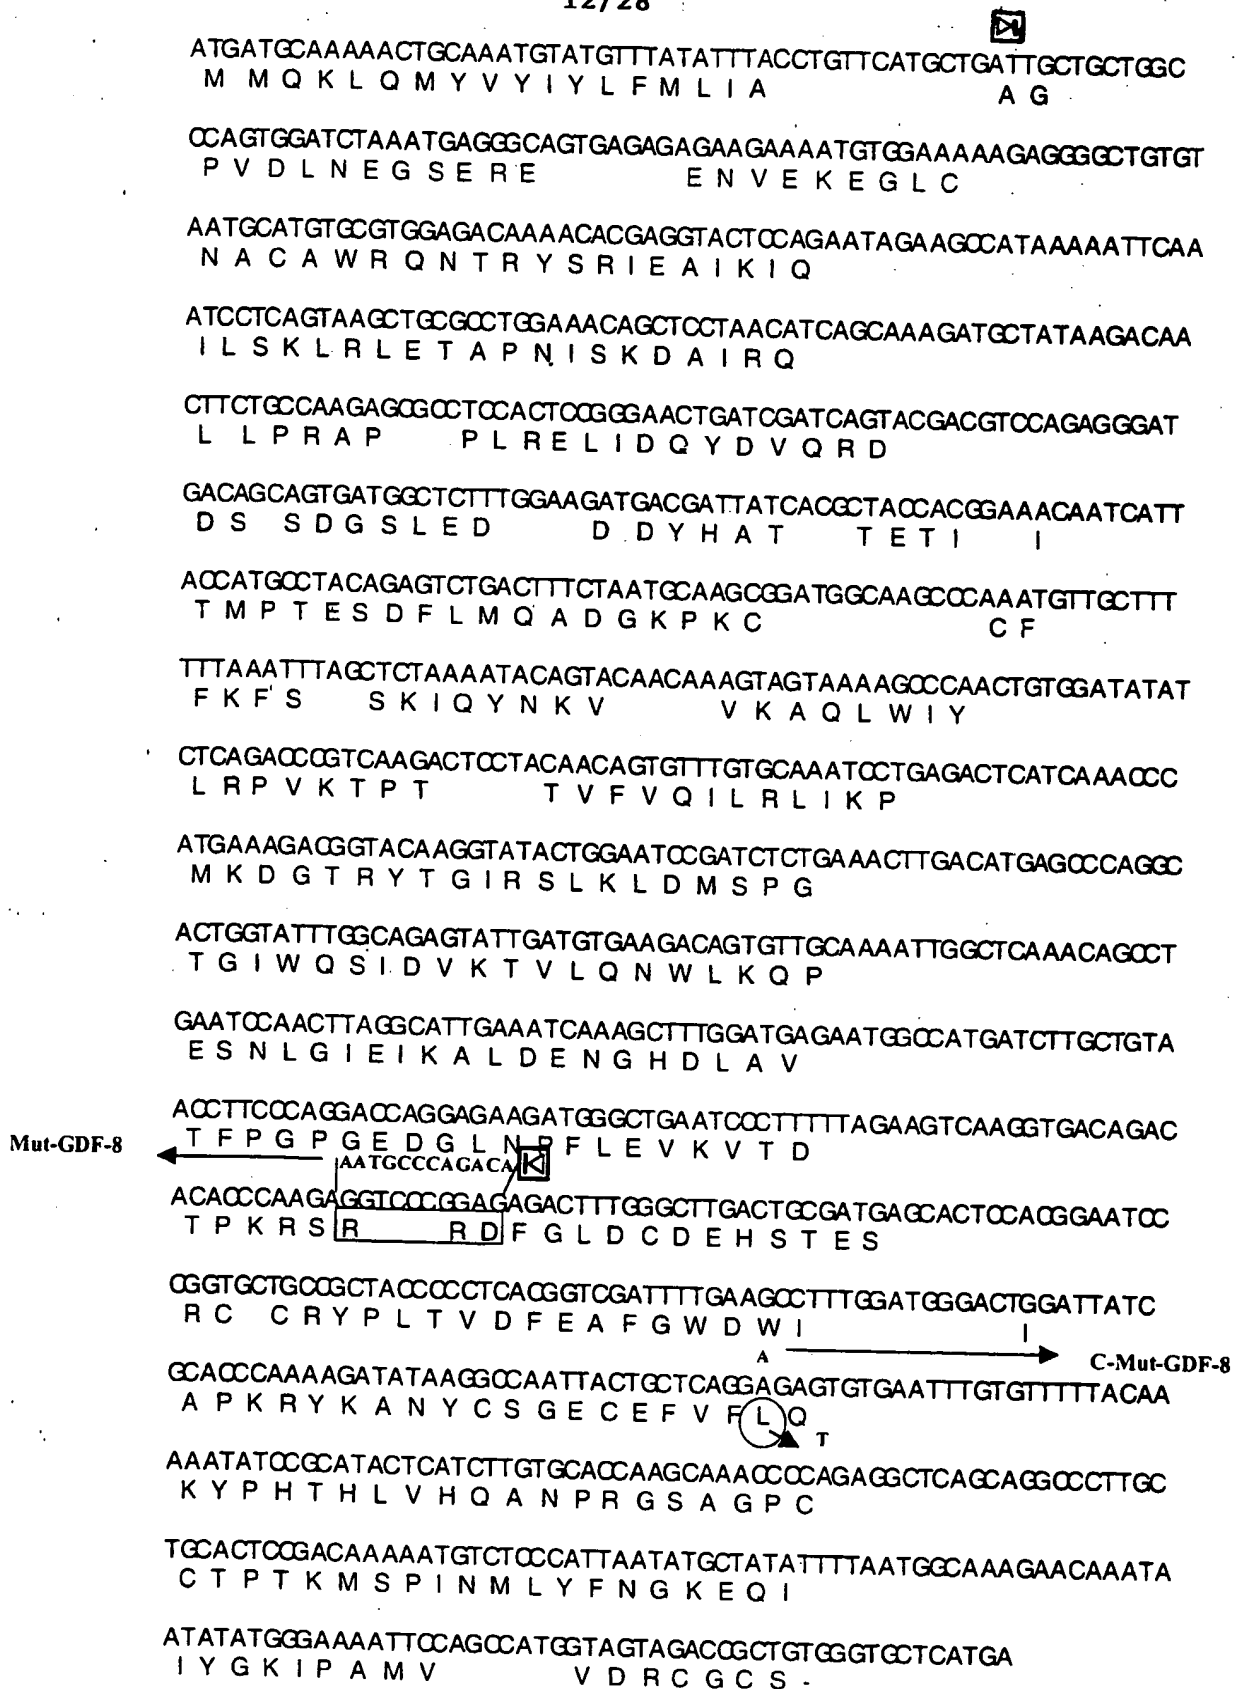 12/28
ATGATGCAAAAACTGCAAATGTATGTTTATATTTACCTGTTCATGCTGATTGCTGCTGGC
M M Q K L Q M Y V Y I Y L F M L I A A G
CCAGTGGATCTAAATGAGGGCAGTGAGAGAGAAGAAAATGTGGAAAAAGAGGGGCTGTGT
P V D L N E G S E R E E N V E K E G L C
AATGCATGTGCGTGGAGACAAAACACGAGGTACTCCAGAATAGAAGCCATAAAAATTCAA
N A C A W R Q N T R Y S R I E A I K I Q
ATCCTCAGTAAGCTGCGCCTGGAAACAGCTCCTAACATCAGCAAAGATGCTATAAGACAA
I L S K L R L E T A P N I S K D A I R Q
CTTCTGCCCAAGAGCGCCTCCACTCCGGGAACTGATCGATCAGTACGACGTCCAGAGGGAT
L L P R A P P L R E L I D Q Y D V Q R D
GACAGCAGTGATGGCTCTTTGGAAGATGACGATTATCACGCTACCACGGAAACAATCATT
D S S D G S L E D D D Y H A T T E T I I
ACCATGCCTACAGAGTCTGACTTTCTAATGCAAGCGGATGGCAAGCCCAAATGTTGCTTT
T M P T E S D F L M Q A D G K P K C C F
TTTAAATTTAGCTCTAAAATACAGTACAACAAAGTAGTAAAAGCCCAACTGTGGATATAT
F K F S S K I Q Y N K V V K A Q L W I Y
CTCAGACCCGTCAAGACTCCTACAACAGTGTTTGTGCAAATCCTGAGACTCATCAAACCC
L R P V K T P T T V F V Q I L R L I K P
ATGAAAGACGGTACAAGGTATACTGGAATCCGATCTCTGAAACTTGACATGAGCCCAGGC
M K D G T R Y T G I R S L K L D M S P G
ACTGGTATTTGGCAGAGTATTGATGTGAAGACAGTGTTGCAAAATTGGCTCAAACAGCCT
T G I W Q S I D V K T V L Q N W L K Q P
GAATCCAACTTAGGCATTGAAATCAAAGCTTTGGATGAGAATGGCCATGATCTTGCTGTA
E S N L G I E I K A L D E N G H D L A V
ACCTTCCCAGGACCAGGAGAAGATGGGCTGAATCCCTTTTTAGAAGTCAAGGTGACAGAC
T F P G P G E D G L N P F L E V K V T D
Mut-GDF-8 AATGCCCAGACA
ACACCCAAGAGGTCCCGGAGAGACTTTGGGCTTGACTGCGATGAGCACTCCACGGAATCC
T P K R S R R D F G L D C D E H S T E S
CGGTGCTGCCGCTACCCCCTCACGGTCGATTTTGAAGCCTTTGGATGGGACTGGATTATC
R C C R Y P L T V D F E A F G W D W I I
A C-Mut-GDF-8
GCACCCAAAAGATATAAGGCCAATTACTGCTCAGGAGAGTGTGAATTTGTGTTTTTACAA
A P K R Y K A N Y C S G E C E F V F L Q
T
AAATATCCGCATACTCATCTTGTGCACCAAGCAAACCCCAGAGGCTCAGCAGGCCCTTGC
K Y P H T H L V H Q A N P R G S A G P C
TGCACTCCGACAAAAATGTCTCCCATTAATATGCTATATTTTAATGGCAAAGAACAAATA
C T P T K M S P I N M L Y F N G K E Q I
ATATATGGGAAAATTCCAGCCATGGTAGTAGACCGCTGTGGGTGCTCATGA
I Y G K I P A M V V D R C G C S -